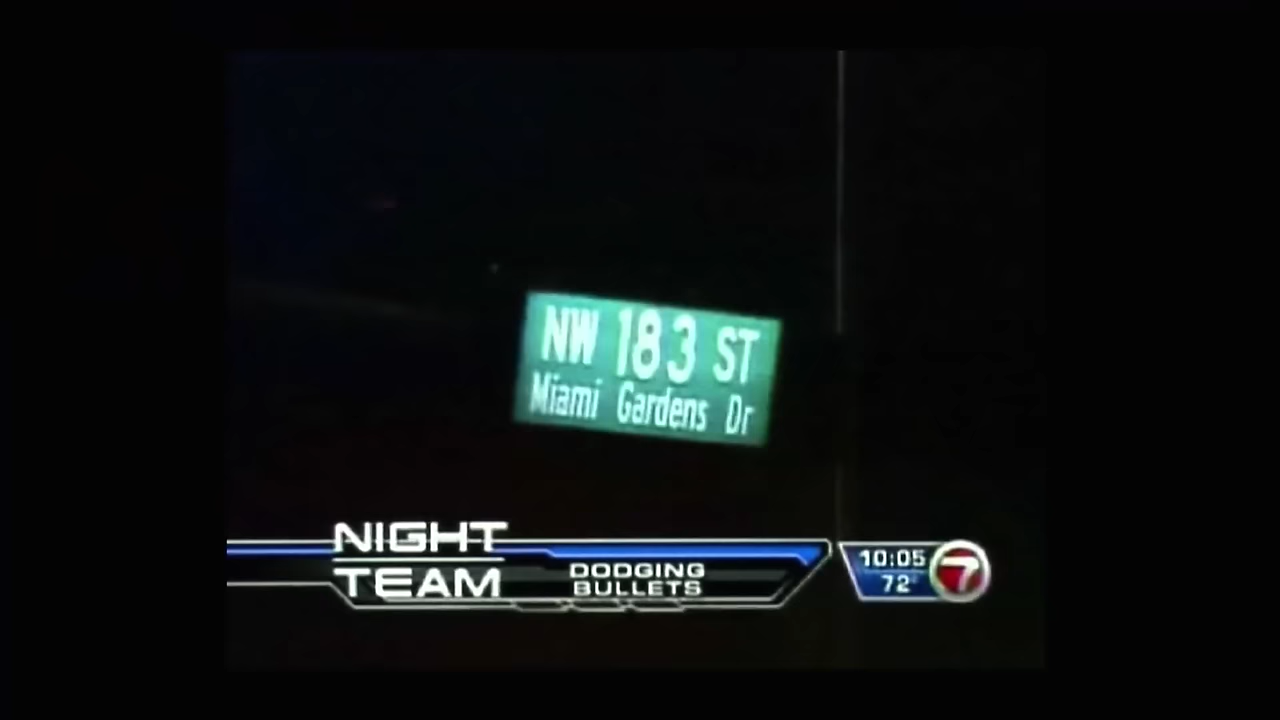 NW 183 ST
Miami Gardens Dr
NIGHT
TEAM
DODGING
BULLETS
10:05
72°
7